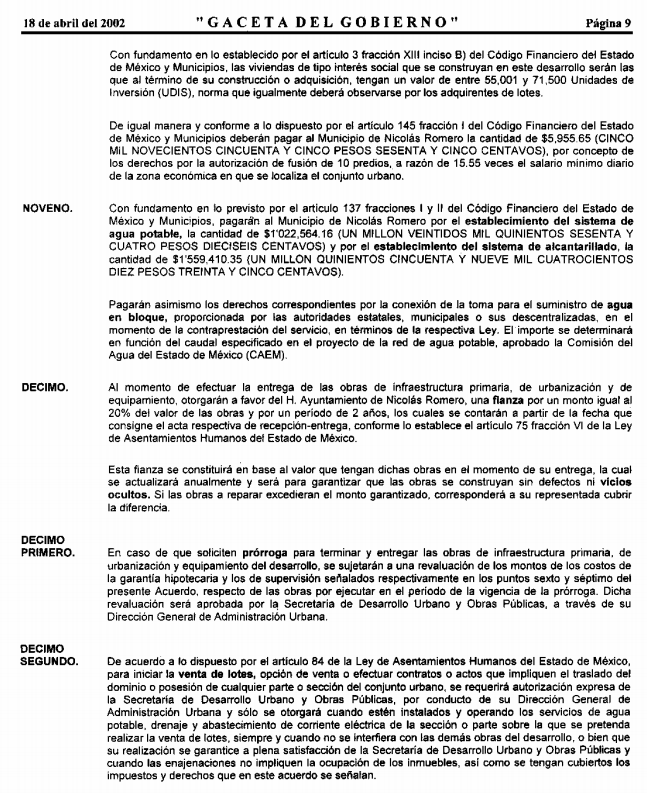 18 de abril del 2002 "GACETA DEL GOBIERNO" Página 9
Con fundamento en lo establecido por el artículo 3 fracción XIII inciso B) del Código Financiero del Estado
de México y Municipios, las viviendas de tipo interés social que se construyan en este desarrollo serán las
que al término de su construcción o adquisición, tengan un valor de entre 55,001 y 71,500 Unidades de
Inversión (UDIS), norma que igualmente deberá observarse por los adquirentes de lotes.
De igual manera y conforme a lo dispuesto por el artículo 145 fracción I del Código Financiero del Estado
de México y Municipios deberán pagar al Municipio de Nicolás Romero la cantidad de $5,955.65 (CINCO
MIL NOVECIENTOS CINCUENTA Y CINCO PESOS SESENTA Y CINCO CENTAVOS), por concepto de
los derechos por la autorización de fusión de 10 predios, a razón de 15.55 veces el salario mínimo diario
de la zona económica en que se localiza el conjunto urbano.
NOVENO. Con fundamento en lo previsto por el artículo 137 fracciones I y II del Código Financiero del Estado de
México y Municipios, pagarán al Municipio de Nicolás Romero por el establecimiento del sistema de
agua potable, la cantidad de $1'022,564.16 (UN MILLON VEINTIDOS MIL QUINIENTOS SESENTA Y
CUATRO PESOS DIECISEIS CENTAVOS) y por el establecimiento del sistema de alcantarillado, la
cantidad de $1'559,410.35 (UN MILLON QUINIENTOS CINCUENTA Y NUEVE MIL CUATROCIENTOS
DIEZ PESOS TREINTA Y CINCO CENTAVOS).
Pagarán asimismo los derechos correspondientes por la conexión de la toma para el suministro de agua
en bloque, proporcionada por las autoridades estatales, municipales o sus descentralizadas, en el
momento de la contraprestación del servicio, en términos de la respectiva Ley. El importe se determinará
en función del caudal especificado en el proyecto de la red de agua potable, aprobado la Comisión del
Agua del Estado de México (CAEM).
DECIMO. Al momento de efectuar la entrega de las obras de infraestructura primaria, de urbanización y de
equipamiento, otorgarán a favor del H. Ayuntamiento de Nicolás Romero, una fianza por un monto igual al
20% del valor de las obras y por un período de 2 años, los cuales se contarán a partir de la fecha que
consigne el acta respectiva de recepción-entrega, conforme lo establece el artículo 75 fracción VI de la Ley
de Asentamientos Humanos del Estado de México.
Esta fianza se constituirá en base al valor que tengan dichas obras en el momento de su entrega, la cual
se actualizará anualmente y será para garantizar que las obras se construyan sin defectos ni vicios
ocultos. Si las obras a reparar excedieran el monto garantizado, corresponderá a su representada cubrir
la diferencia.
DECIMO
PRIMERO. En caso de que soliciten prórroga para terminar y entregar las obras de infraestructura primaria, de
urbanización y equipamiento del desarrollo, se sujetarán a una revaluación de los montos de los costos de
la garantía hipotecaria y los de supervisión señalados respectivamente en los puntos sexto y séptimo del
presente Acuerdo, respecto de las obras por ejecutar en el período de la vigencia de la prórroga. Dicha
revaluación será aprobada por la Secretaría de Desarrollo Urbano y Obras Públicas, a través de su
Dirección General de Administración Urbana.
DECIMO
SEGUNDO. De acuerdo a lo dispuesto por el artículo 84 de la Ley de Asentamientos Humanos del Estado de México,
para iniciar la venta de lotes, opción de venta o efectuar contratos o actos que impliquen el traslado del
dominio o posesión de cualquier parte o sección del conjunto urbano, se requerirá autorización expresa de
la Secretaría de Desarrollo Urbano y Obras Públicas, por conducto de su Dirección General de
Administración Urbana y sólo se otorgará cuando estén instalados y operando los servicios de agua
potable, drenaje y abastecimiento de corriente eléctrica de la sección o parte sobre la que se pretenda
realizar la venta de lotes, siempre y cuando no se interfiera con las demás obras del desarrollo, o bien que
su realización se garantice a plena satisfacción de la Secretaría de Desarrollo Urbano y Obras Públicas y
cuando las enajenaciones no impliquen la ocupación de los inmuebles, así como se tengan cubiertos los
impuestos y derechos que en este acuerdo se señalan.